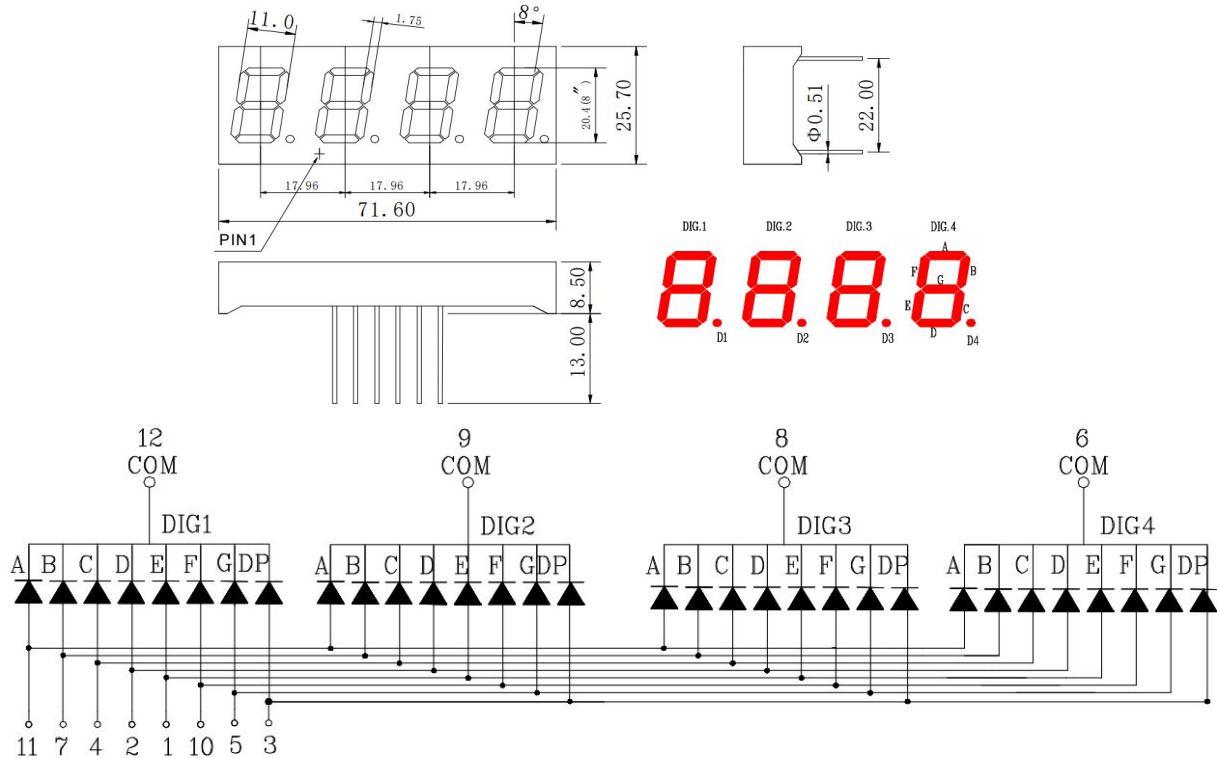 11.0
1.75
8°
20.4(8″)
25.70
17.96 17.96 17.96
71.60
PIN1
Φ0.51
22.00
8.50
13.00
DIG.1 DIG.2 DIG.3 DIG.4
A
F B
G
E C
D
D1 D2 D3 D4
12 9 8 6
COM COM COM COM
DIG1 DIG2 DIG3 DIG4
A B C D E F G DP A B C D E F G DP A B C D E F G DP A B C D E F G DP
11 7 4 2 1 10 5 3